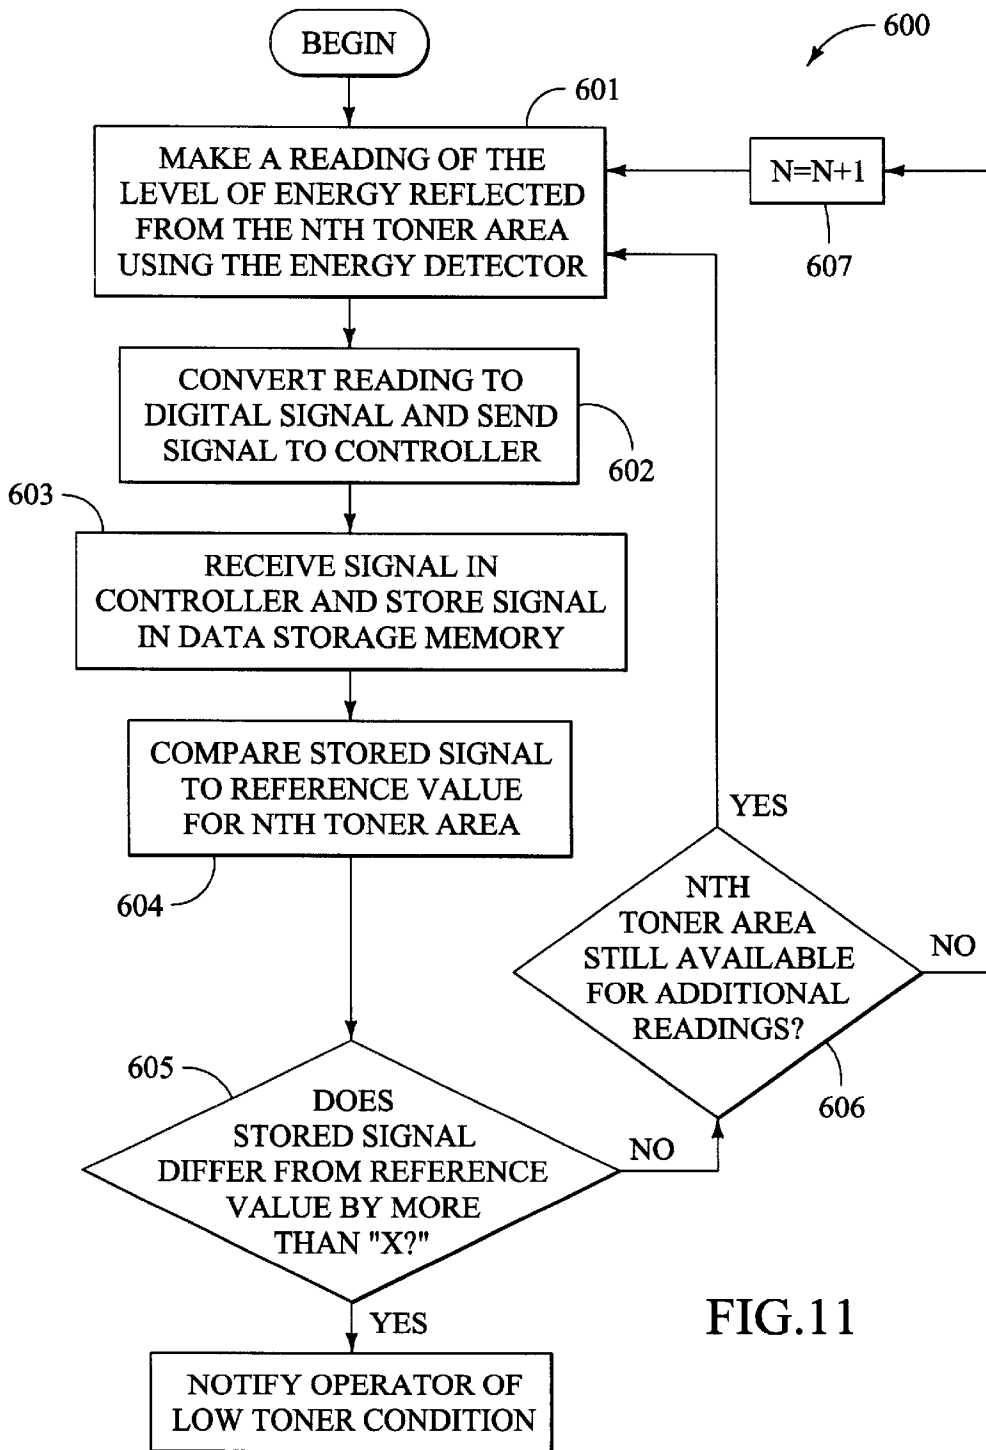 BEGIN
600
601
MAKE A READING OF THE
LEVEL OF ENERGY REFLECTED
FROM THE NTH TONER AREA
USING THE ENERGY DETECTOR
N=N+1
607
CONVERT READING TO
DIGITAL SIGNAL AND SEND
SIGNAL TO CONTROLLER
602
603
RECEIVE SIGNAL IN
CONTROLLER AND STORE SIGNAL
IN DATA STORAGE MEMORY
COMPARE STORED SIGNAL
TO REFERENCE VALUE
FOR NTH TONER AREA
604
YES
NTH
TONER AREA
STILL AVAILABLE
FOR ADDITIONAL
READINGS?
NO
606
605
DOES
STORED SIGNAL
DIFFER FROM REFERENCE
VALUE BY MORE
THAN "X?"
NO
YES
NOTIFY OPERATOR OF
LOW TONER CONDITION
FIG.11